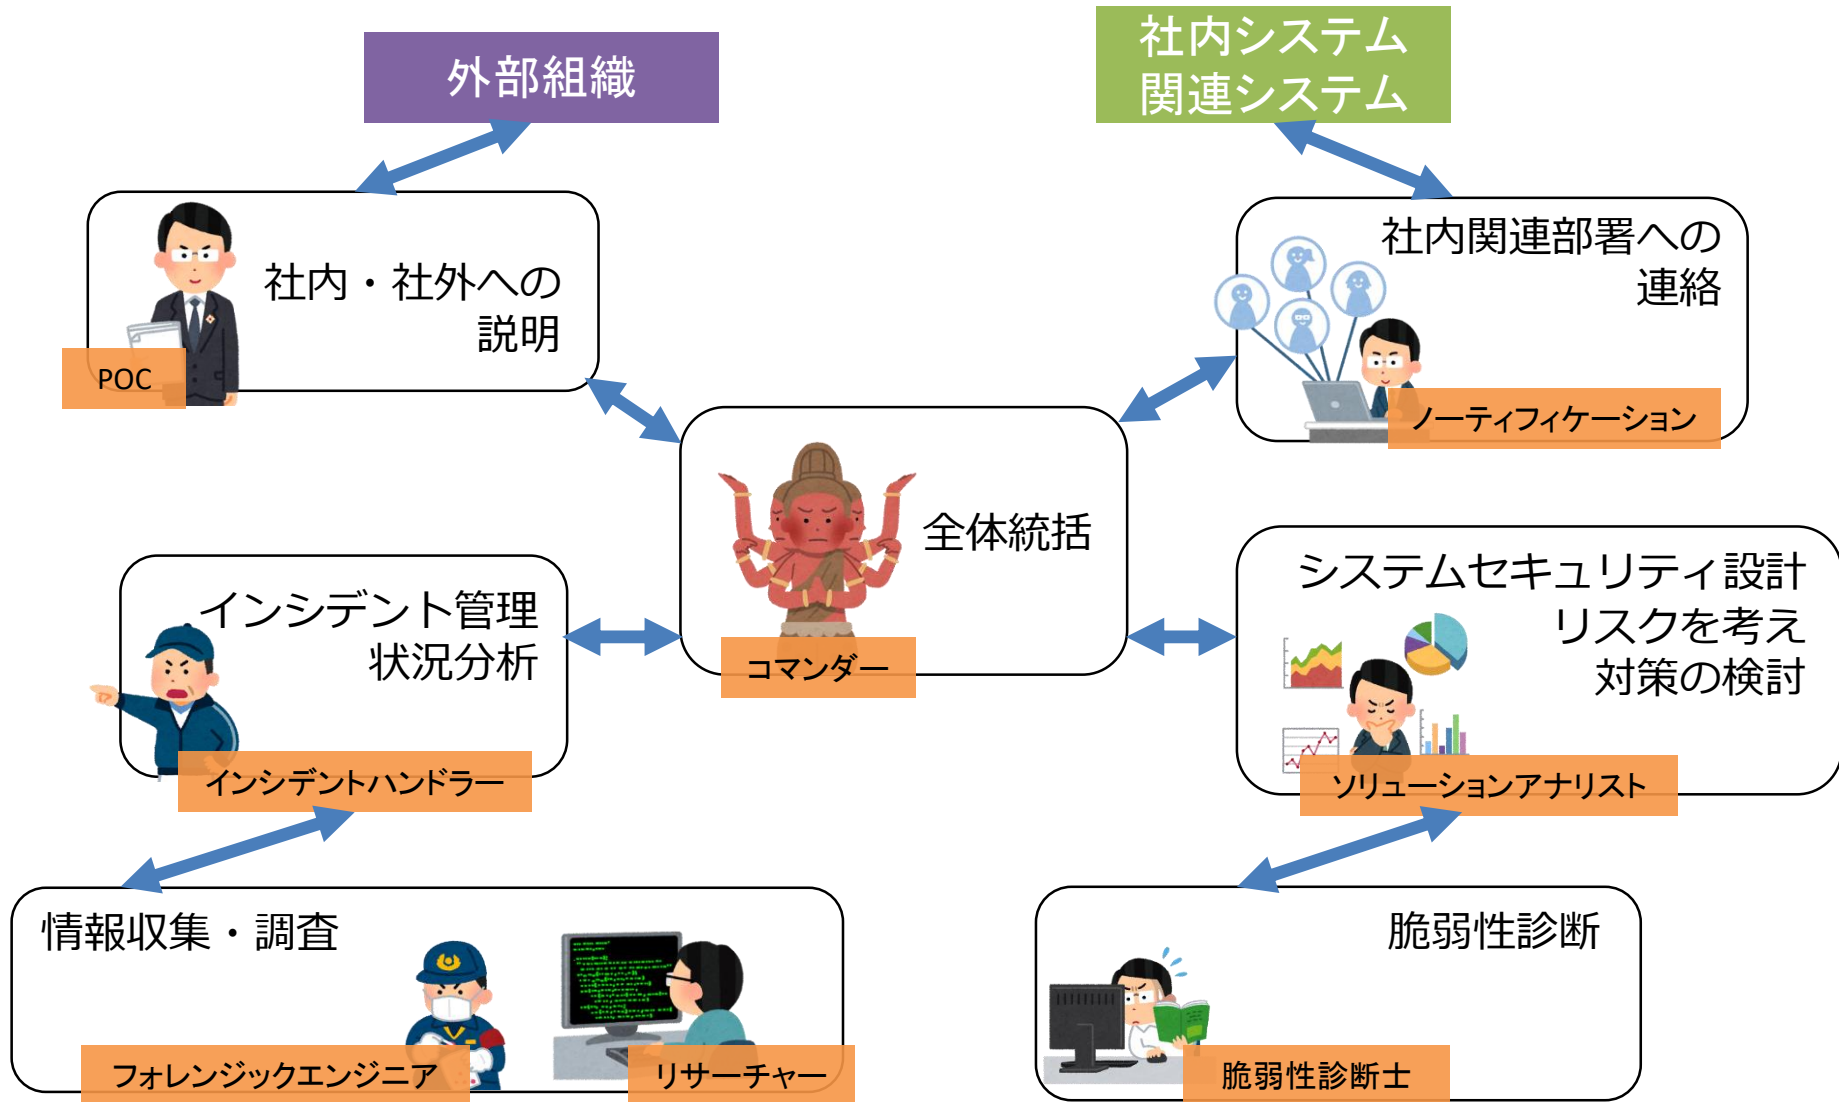 外部組織
社内システム
関連システム
社内・社外への
説明
POC
社内関連部署への
連絡
ノーティフィケーション
全体統括
コマンダー
インシデント管理
状況分析
インシデントハンドラー
システムセキュリティ設計
リスクを考え
対策の検討
ソリューションアナリスト
情報収集・調査
フォレンジックエンジニア
リサーチャー
脆弱性診断
脆弱性診断士